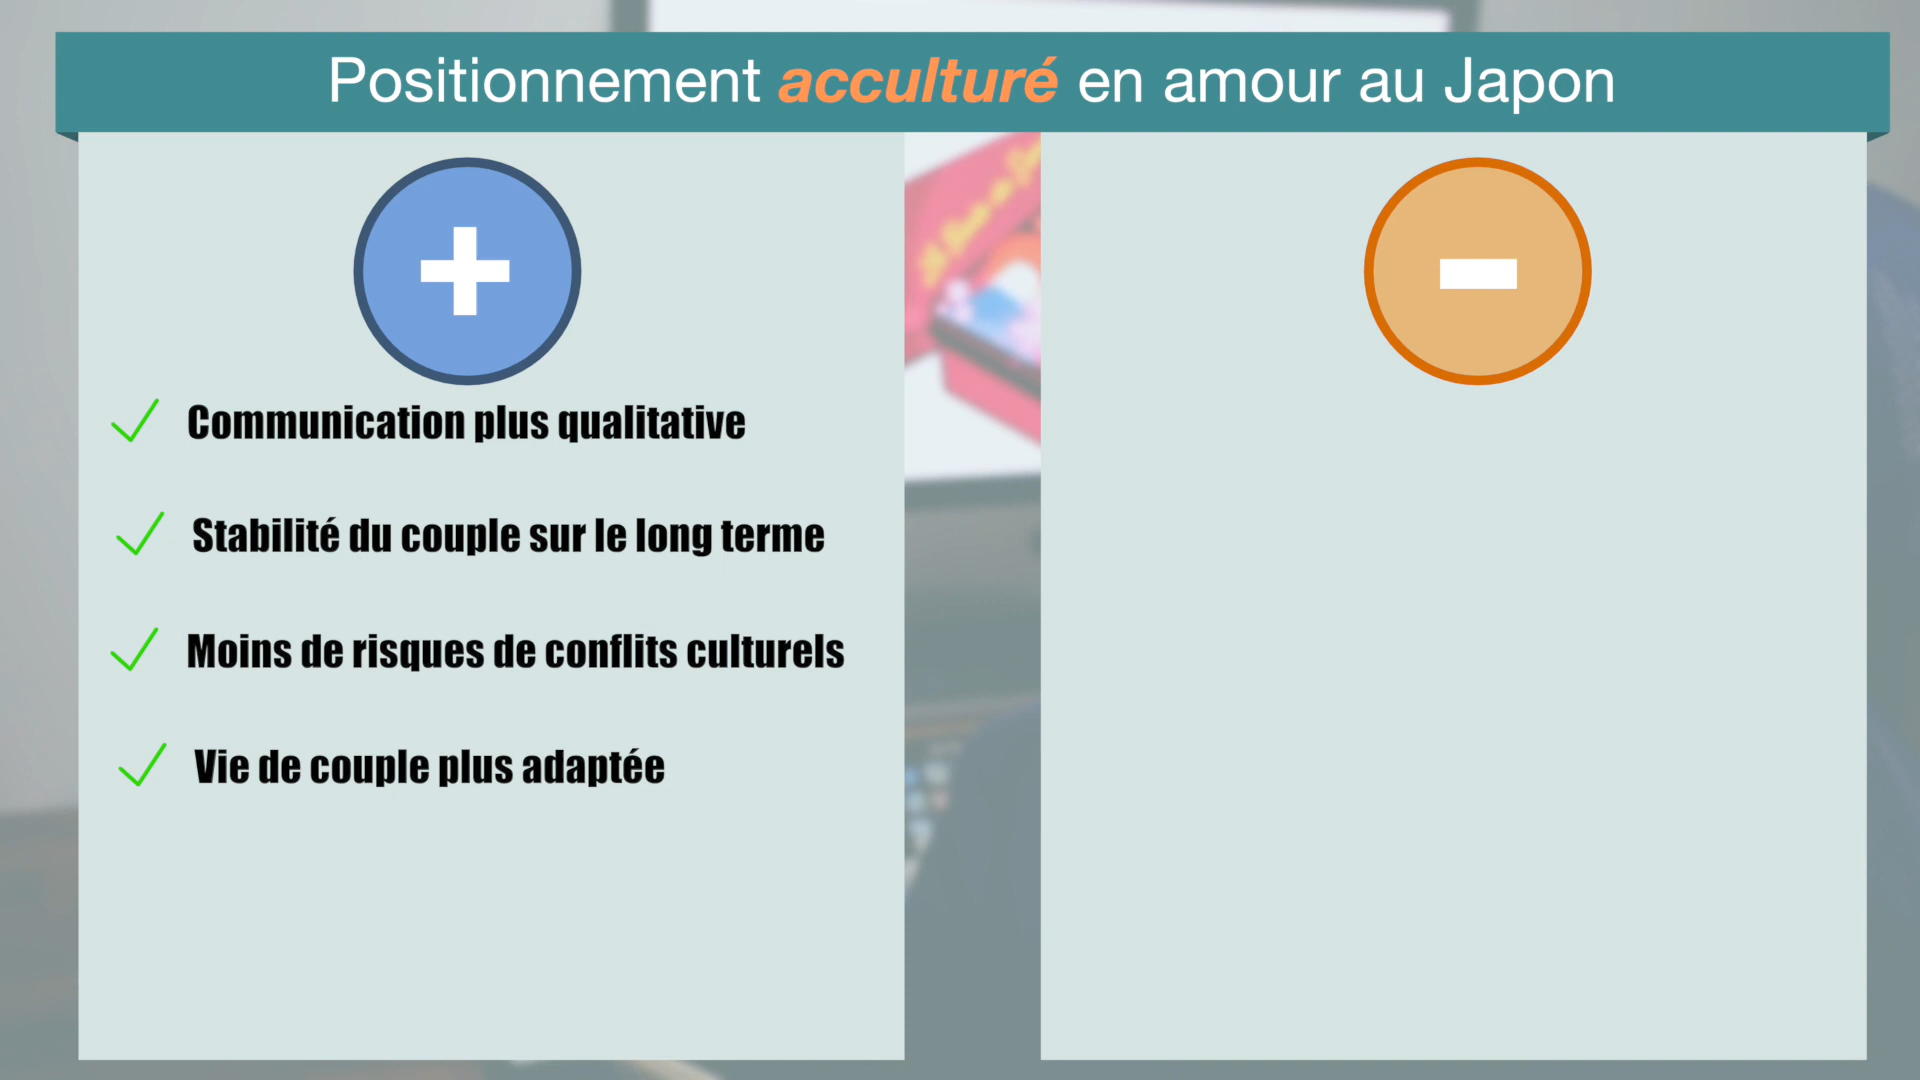 Positionnement acculturé en amour au Japon
+
-
Communication plus qualitative
Stabilité du couple sur le long terme
Moins de risques de conflits culturels
Vie de couple plus adaptée